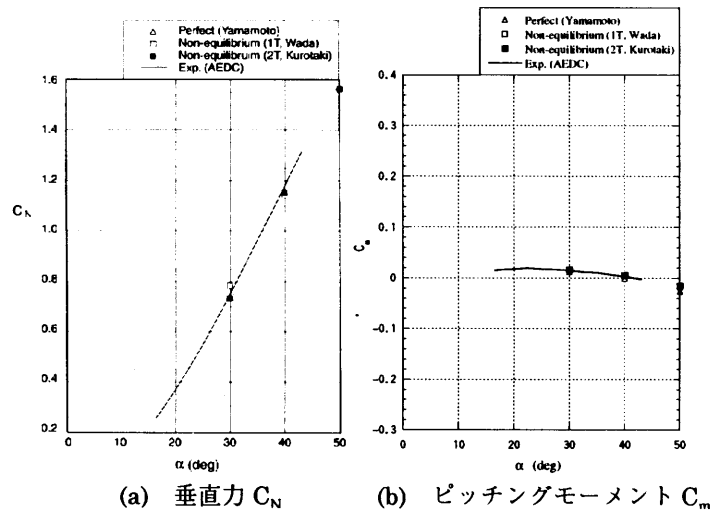 Perfect (Yamamoto)
Non-equilibrium (1T, Wada)
Non-equilibrium (2T, Kurotaki)
Exp. (AEDC)
1.6
1.4
1.2
C_N
1.0
0.8
0.6
0.4
0.2
0 10 20 30 40 50
α (deg)
(a) 垂直力 C_N
Perfect (Yamamoto)
Non-equilibrium (1T, Wada)
Non-equilibrium (2T, Kurotaki)
Exp. (AEDC)
0.4
0.3
0.2
0.1
0
-0.1
-0.2
-0.3
0 10 20 30 40 50
α (deg)
(b) ピッチングモーメント C_m